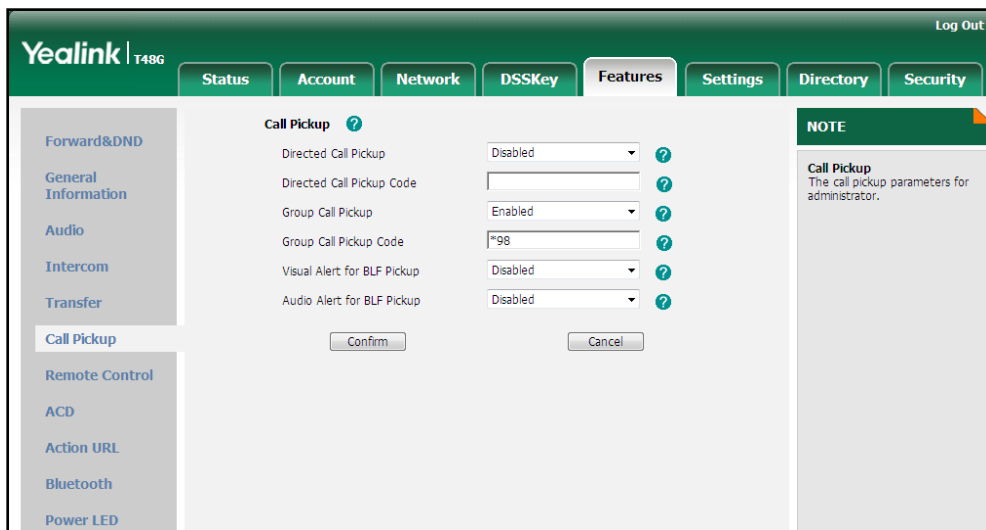 Log Out
Yealink | T48G
Status Account Network DSSKey Features Settings Directory Security
Forward&DND
General
Information
Audio
Intercom
Transfer
Call Pickup
Remote Control
ACD
Action URL
Bluetooth
Power LED
Call Pickup ?
Directed Call Pickup Disabled ?
Directed Call Pickup Code ?
Group Call Pickup Enabled ?
Group Call Pickup Code *98 ?
Visual Alert for BLF Pickup Disabled ?
Audio Alert for BLF Pickup Disabled ?
Confirm Cancel
NOTE
Call Pickup
The call pickup parameters for
administrator.